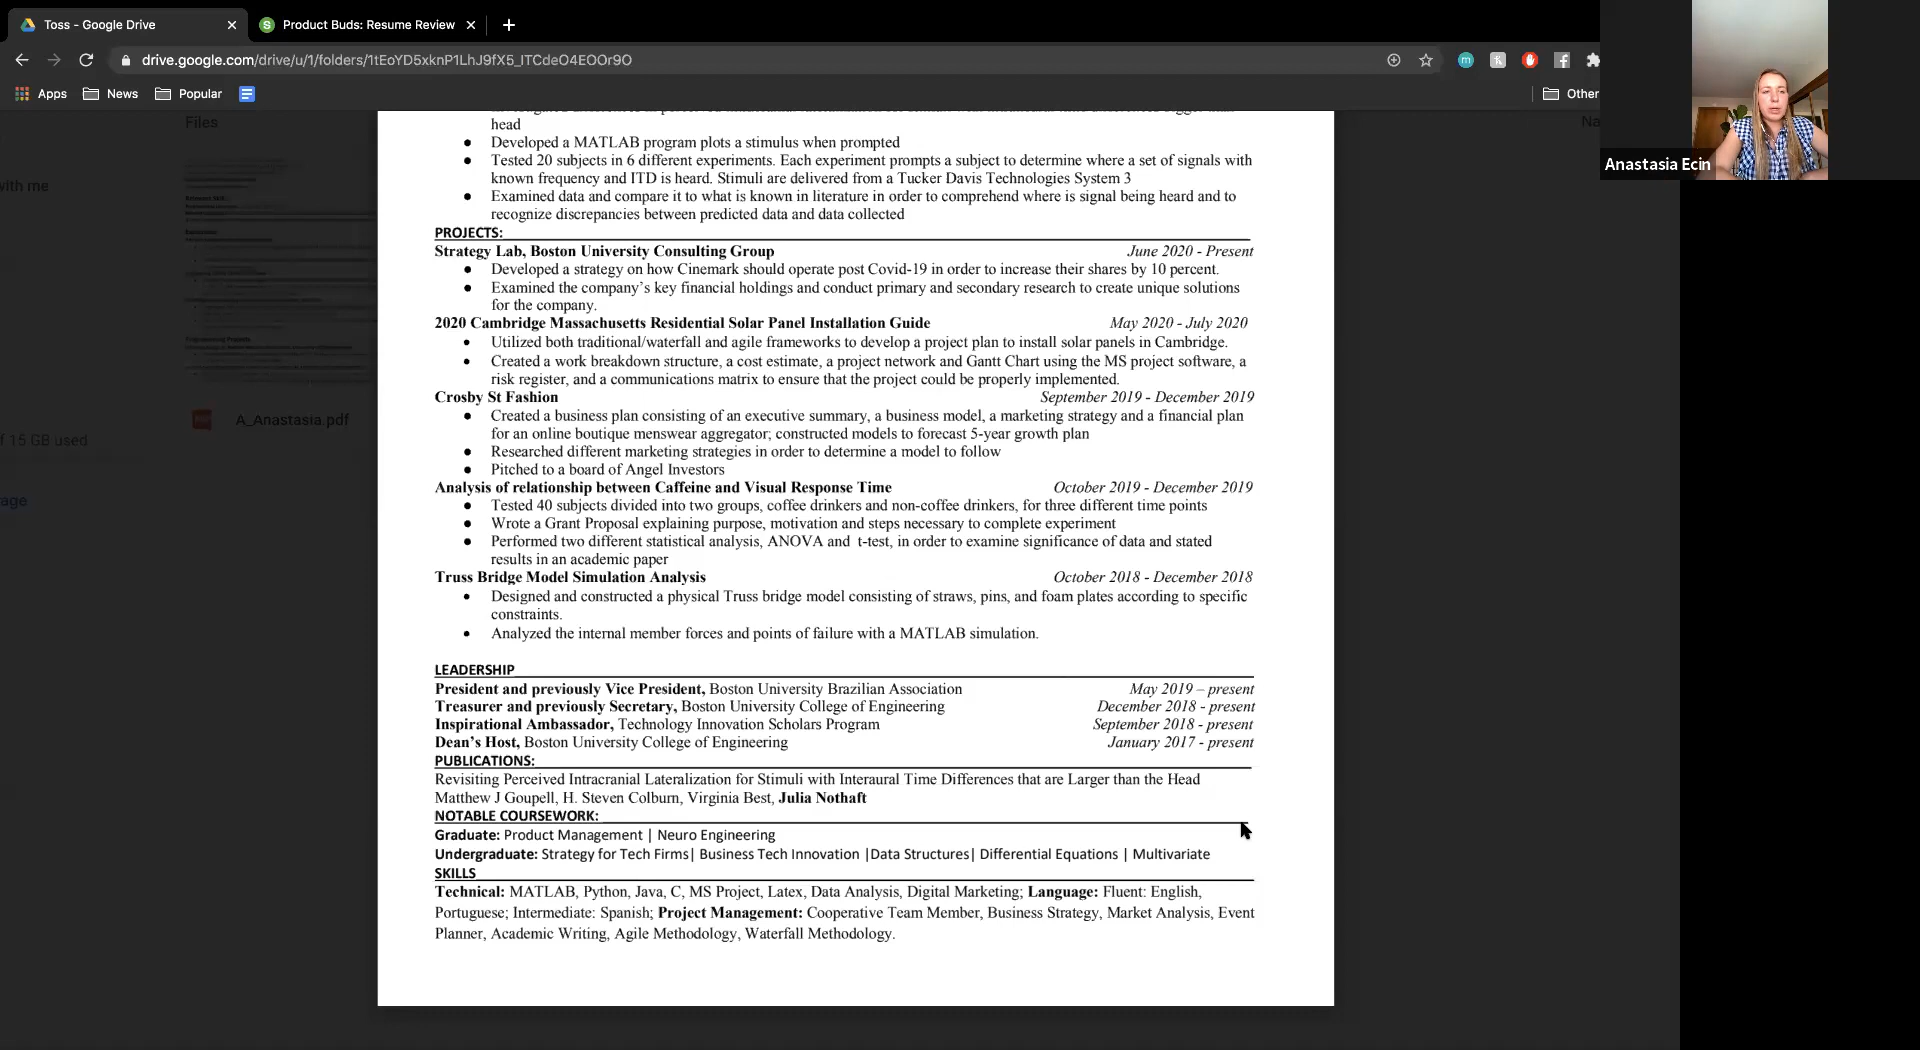 Toss - Google Drive
Product Buds: Resume Review
drive.google.com/drive/u/1/folders/1tEoYD5xknP1LhJ9fX5_ITCdeO4EOOr9O
Apps News Popular Other
Files
with me
A_Anastasia.pdf
f 15 GB used
age
Na
Anastasia Ecin
head
● Developed a MATLAB program plots a stimulus when prompted
● Tested 20 subjects in 6 different experiments. Each experiment prompts a subject to determine where a set of signals with
known frequency and ITD is heard. Stimuli are delivered from a Tucker Davis Technologies System 3
● Examined data and compare it to what is known in literature in order to comprehend where is signal being heard and to
recognize discrepancies between predicted data and data collected
PROJECTS:
Strategy Lab, Boston University Consulting Group June 2020 - Present
● Developed a strategy on how Cinemark should operate post Covid-19 in order to increase their shares by 10 percent.
● Examined the company's key financial holdings and conduct primary and secondary research to create unique solutions
for the company.
2020 Cambridge Massachusetts Residential Solar Panel Installation Guide May 2020 - July 2020
• Utilized both traditional/waterfall and agile frameworks to develop a project plan to install solar panels in Cambridge.
• Created a work breakdown structure, a cost estimate, a project network and Gantt Chart using the MS project software, a
risk register, and a communications matrix to ensure that the project could be properly implemented.
Crosby St Fashion September 2019 - December 2019
● Created a business plan consisting of an executive summary, a business model, a marketing strategy and a financial plan
for an online boutique menswear aggregator; constructed models to forecast 5-year growth plan
● Researched different marketing strategies in order to determine a model to follow
● Pitched to a board of Angel Investors
Analysis of relationship between Caffeine and Visual Response Time October 2019 - December 2019
● Tested 40 subjects divided into two groups, coffee drinkers and non-coffee drinkers, for three different time points
● Wrote a Grant Proposal explaining purpose, motivation and steps necessary to complete experiment
● Performed two different statistical analysis, ANOVA and t-test, in order to examine significance of data and stated
results in an academic paper
Truss Bridge Model Simulation Analysis October 2018 - December 2018
• Designed and constructed a physical Truss bridge model consisting of straws, pins, and foam plates according to specific
constraints.
• Analyzed the internal member forces and points of failure with a MATLAB simulation.
LEADERSHIP
President and previously Vice President, Boston University Brazilian Association May 2019 – present
Treasurer and previously Secretary, Boston University College of Engineering December 2018 - present
Inspirational Ambassador, Technology Innovation Scholars Program September 2018 - present
Dean's Host, Boston University College of Engineering January 2017 - present
PUBLICATIONS:
Revisiting Perceived Intracranial Lateralization for Stimuli with Interaural Time Differences that are Larger than the Head
Matthew J Goupell, H. Steven Colburn, Virginia Best, Julia Nothaft
NOTABLE COURSEWORK:
Graduate: Product Management | Neuro Engineering
Undergraduate: Strategy for Tech Firms| Business Tech Innovation |Data Structures| Differential Equations | Multivariate
SKILLS
Technical: MATLAB, Python, Java, C, MS Project, Latex, Data Analysis, Digital Marketing; Language: Fluent: English,
Portuguese; Intermediate: Spanish; Project Management: Cooperative Team Member, Business Strategy, Market Analysis, Event
Planner, Academic Writing, Agile Methodology, Waterfall Methodology.